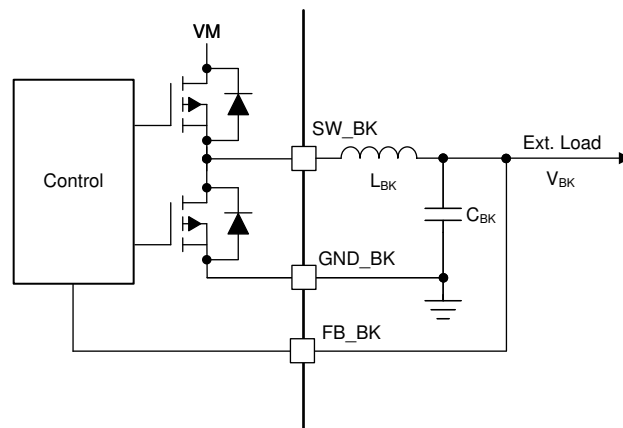 VM
SW_BK
Ext. Load
L_BK
V_BK
Control
C_BK
GND_BK
FB_BK